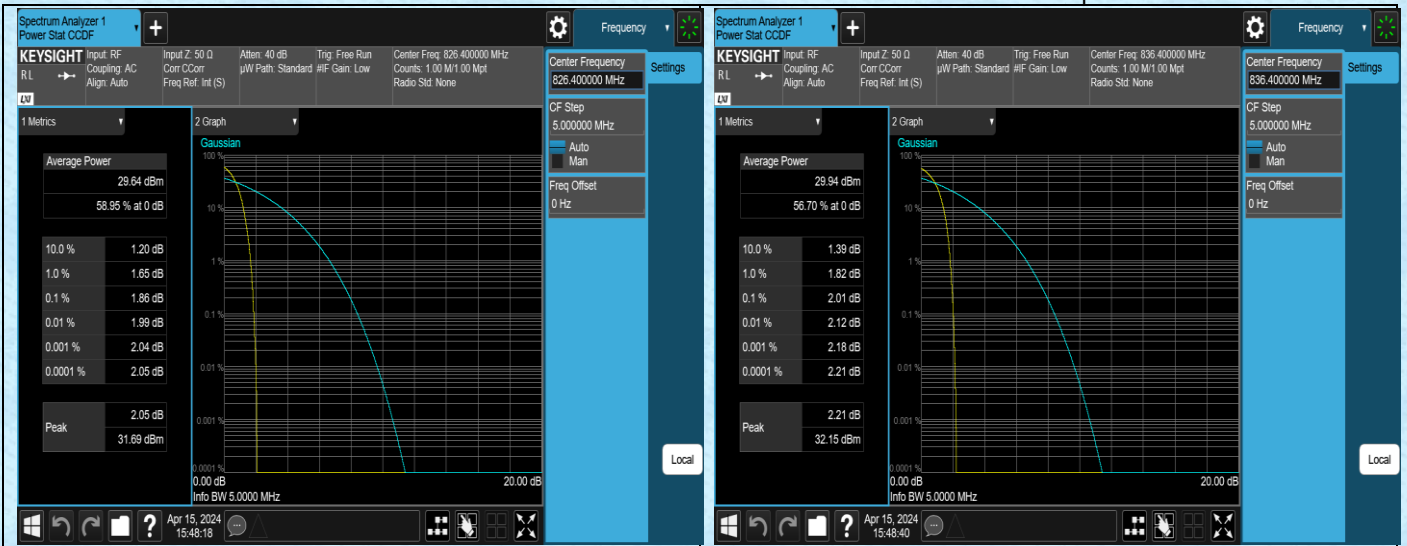 Spectrum Analyzer 1
Power Stat CCDF
+
Frequency
KEYSIGHT
RL
LXI
Input: RF
Coupling: AC
Align: Auto
Input Z: 50 Ω
Corr CCorr
Freq Ref: Int (S)
Atten: 40 dB
µW Path: Standard
Trig: Free Run
#IF Gain: Low
Center Freq: 826.400000 MHz
Counts: 1.00 M/1.00 Mpt
Radio Std: None
Center Frequency
826.400000 MHz
Settings
CF Step
5.000000 MHz
Auto
Man
Freq Offset
0 Hz
1 Metrics
Average Power
29.64 dBm
58.95 % at 0 dB
10.0 % 1.20 dB
1.0 % 1.65 dB
0.1 % 1.86 dB
0.01 % 1.99 dB
0.001 % 2.04 dB
0.0001 % 2.05 dB
Peak
2.05 dB
31.69 dBm
2 Graph
Gaussian
100 %
10 %
1 %
0.1 %
0.01 %
0.001 %
0.0001 %
0.00 dB 20.00 dB
Info BW 5.0000 MHz
Local
?
Apr 15, 2024
15:48:18
Spectrum Analyzer 1
Power Stat CCDF
+
Frequency
KEYSIGHT
RL
LXI
Input: RF
Coupling: AC
Align: Auto
Input Z: 50 Ω
Corr CCorr
Freq Ref: Int (S)
Atten: 40 dB
µW Path: Standard
Trig: Free Run
#IF Gain: Low
Center Freq: 836.400000 MHz
Counts: 1.00 M/1.00 Mpt
Radio Std: None
Center Frequency
836.400000 MHz
Settings
CF Step
5.000000 MHz
Auto
Man
Freq Offset
0 Hz
1 Metrics
Average Power
29.94 dBm
56.70 % at 0 dB
10.0 % 1.39 dB
1.0 % 1.82 dB
0.1 % 2.01 dB
0.01 % 2.12 dB
0.001 % 2.18 dB
0.0001 % 2.21 dB
Peak
2.21 dB
32.15 dBm
2 Graph
Gaussian
100 %
10 %
1 %
0.1 %
0.01 %
0.001 %
0.0001 %
0.00 dB 20.00 dB
Info BW 5.0000 MHz
Local
?
Apr 15, 2024
15:48:40